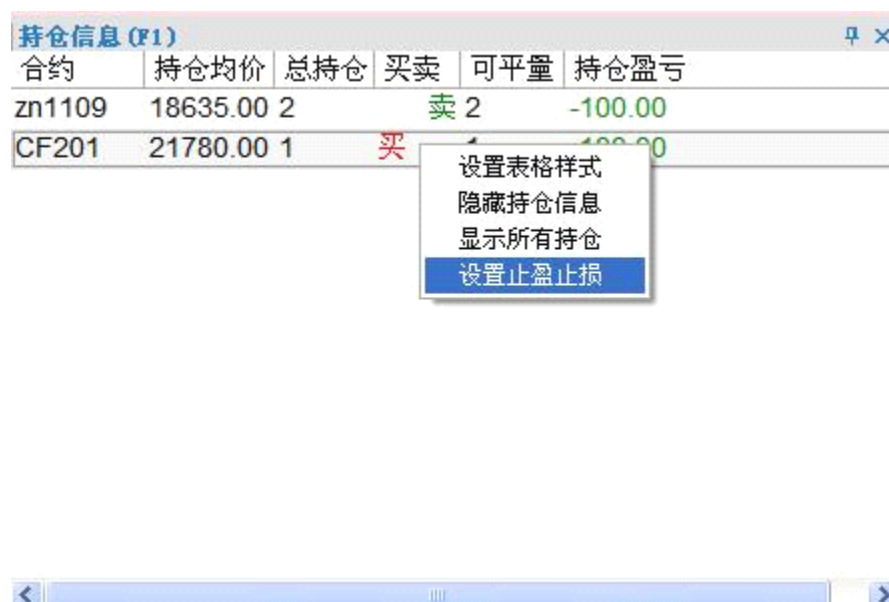 持仓信息(F1)
合约 持仓均价 总持仓 买卖 可平量 持仓盈亏
zn1109 18635.00 2 卖 2 -100.00
CF201 21780.00 1 买
设置表格样式
隐藏持仓信息
显示所有持仓
设置止盈止损